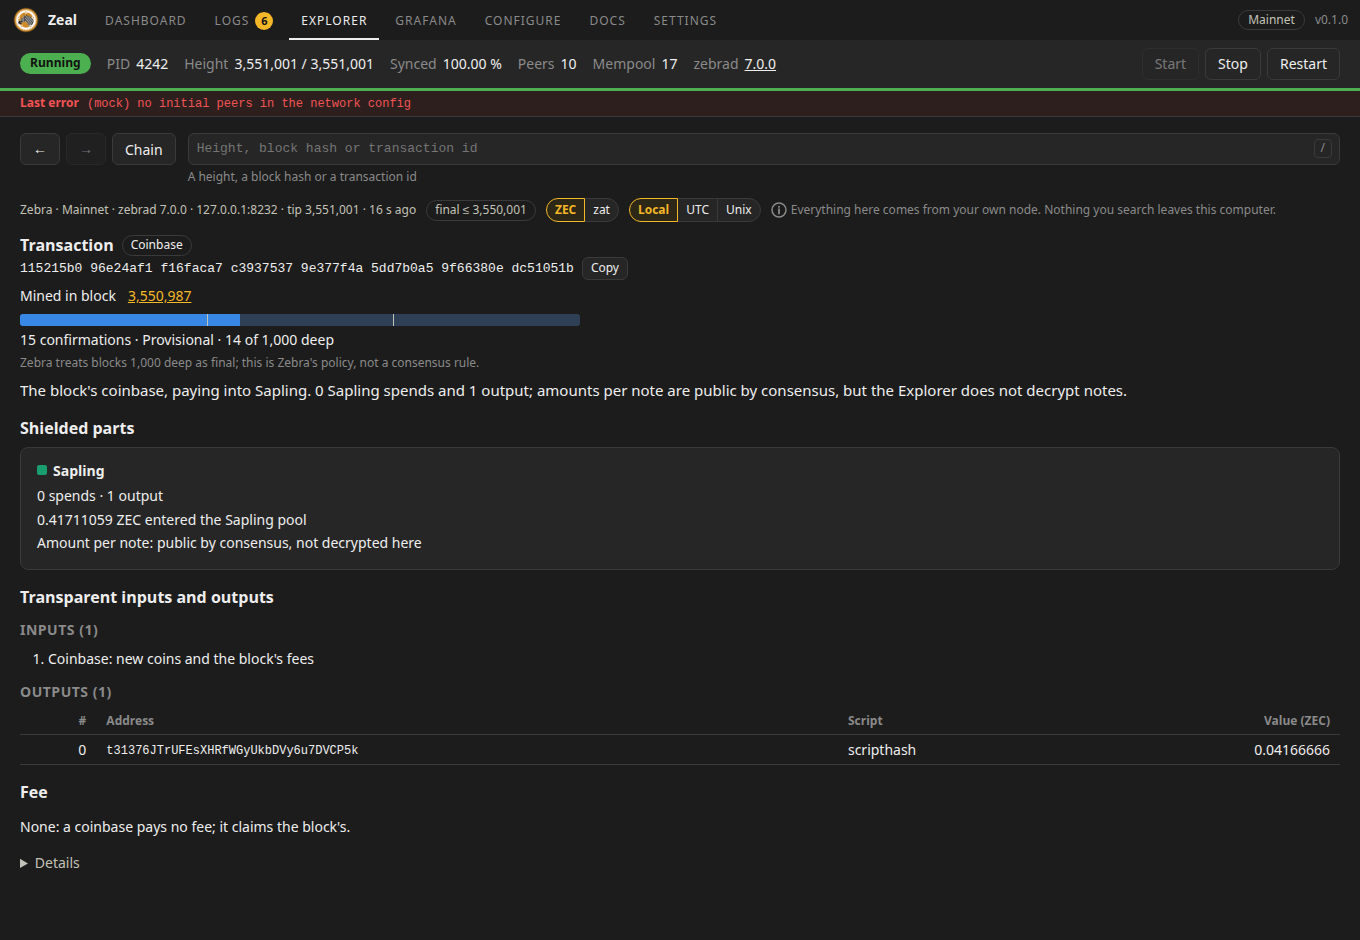 Zeal DASHBOARD LOGS 6 EXPLORER GRAFANA CONFIGURE DOCS SETTINGS Mainnet v0.1.0
Running PID 4242 Height 3,551,001 / 3,551,001 Synced 100.00 % Peers 10 Mempool 17 zebrad 7.0.0 Start Stop Restart
Last error (mock) no initial peers in the network config
← → Chain Height, block hash or transaction id /
A height, a block hash or a transaction id
Zebra · Mainnet · zebrad 7.0.0 · 127.0.0.1:8232 · tip 3,551,001 · 16 s ago final ≤ 3,550,001 ZEC zat Local UTC Unix Everything here comes from your own node. Nothing you search leaves this computer.
Transaction Coinbase
115215b0 96e24af1 f16faca7 c3937537 9e377f4a 5dd7b0a5 9f66380e dc51051b Copy
Mined in block 3,550,987
15 confirmations · Provisional · 14 of 1,000 deep
Zebra treats blocks 1,000 deep as final; this is Zebra's policy, not a consensus rule.
The block's coinbase, paying into Sapling. 0 Sapling spends and 1 output; amounts per note are public by consensus, but the Explorer does not decrypt notes.
Shielded parts
Sapling
0 spends · 1 output
0.41711059 ZEC entered the Sapling pool
Amount per note: public by consensus, not decrypted here
Transparent inputs and outputs
INPUTS (1)
1. Coinbase: new coins and the block's fees
OUTPUTS (1)
# Address Script Value (ZEC)
0 t31376JTrUFEsXHRfWGyUkbDVy6u7DVCP5k scripthash 0.04166666
Fee
None: a coinbase pays no fee; it claims the block's.
Details